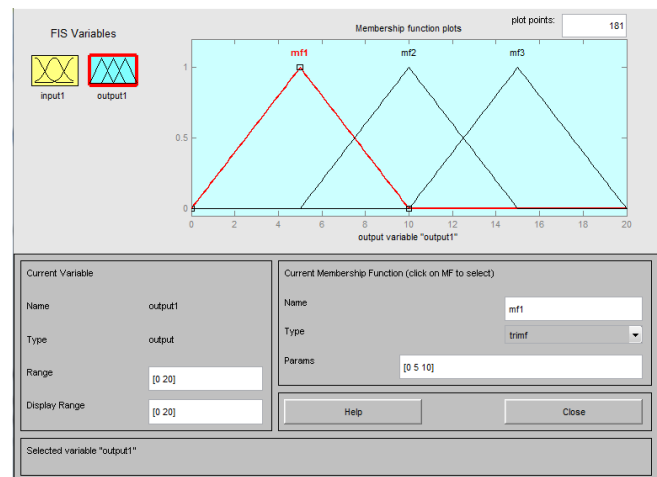 FIS Variables
Membership function plots
plot points:
181
input1
output1
mf1
mf2
mf3
1
0.5
0
0 2 4 6 8 10 12 14 16 18 20
output variable "output1"
Current Variable
Name output1
Type output
Range [0 20]
Display Range [0 20]
Current Membership Function (click on MF to select)
Name mf1
Type trimf
Params [0 5 10]
Help Close
Selected variable "output1"